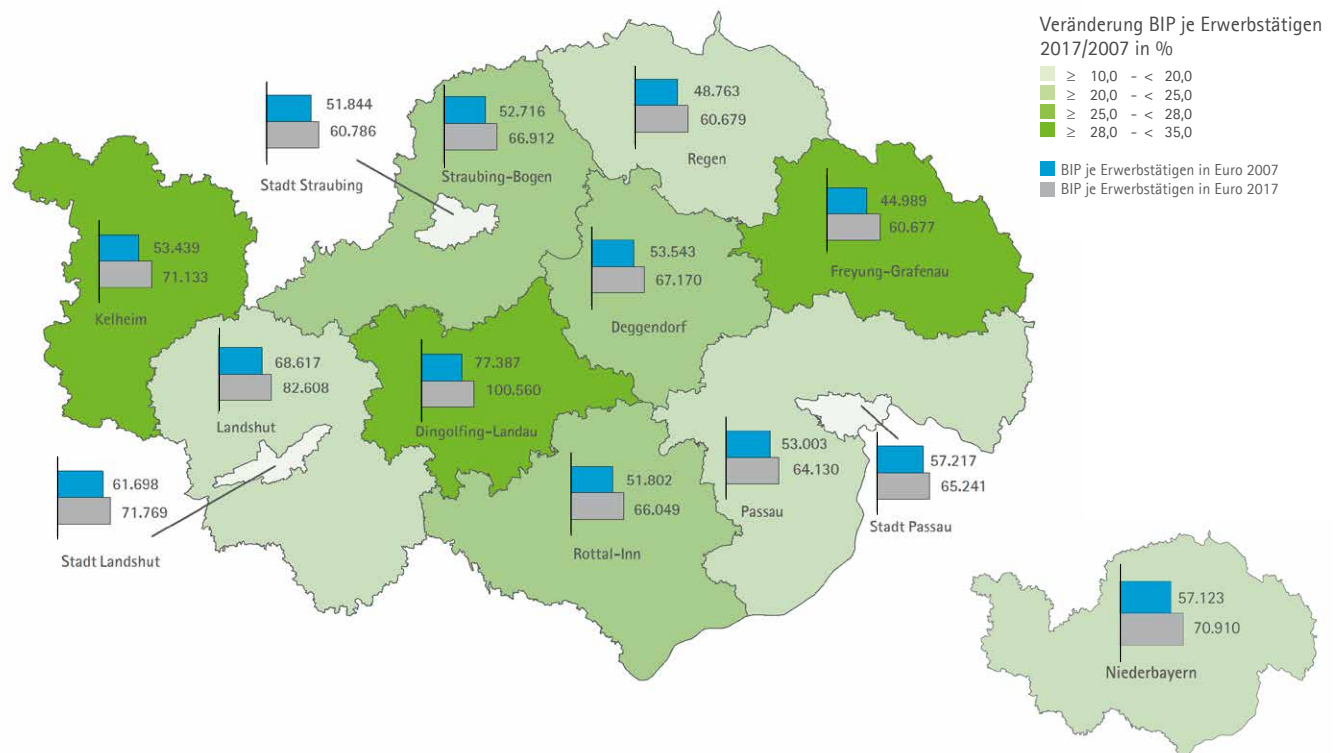 Veränderung BIP je Erwerbstätigen
2017/2007 in %
≥ 10,0 - < 20,0
≥ 20,0 - < 25,0
≥ 25,0 - < 28,0
≥ 28,0 - < 35,0
BIP je Erwerbstätigen in Euro 2007
BIP je Erwerbstätigen in Euro 2017
51.844
60.786
Stadt Straubing
52.716
66.912
Straubing-Bogen
48.763
60.679
Regen
44.989
60.677
Freyung-Grafenau
53.439
71.133
Kelheim
53.543
67.170
Deggendorf
68.617
82.608
Landshut
77.387
100.560
Dingolfing-Landau
61.698
71.769
Stadt Landshut
51.802
66.049
Rottal-Inn
53.003
64.130
Passau
57.217
65.241
Stadt Passau
57.123
70.910
Niederbayern